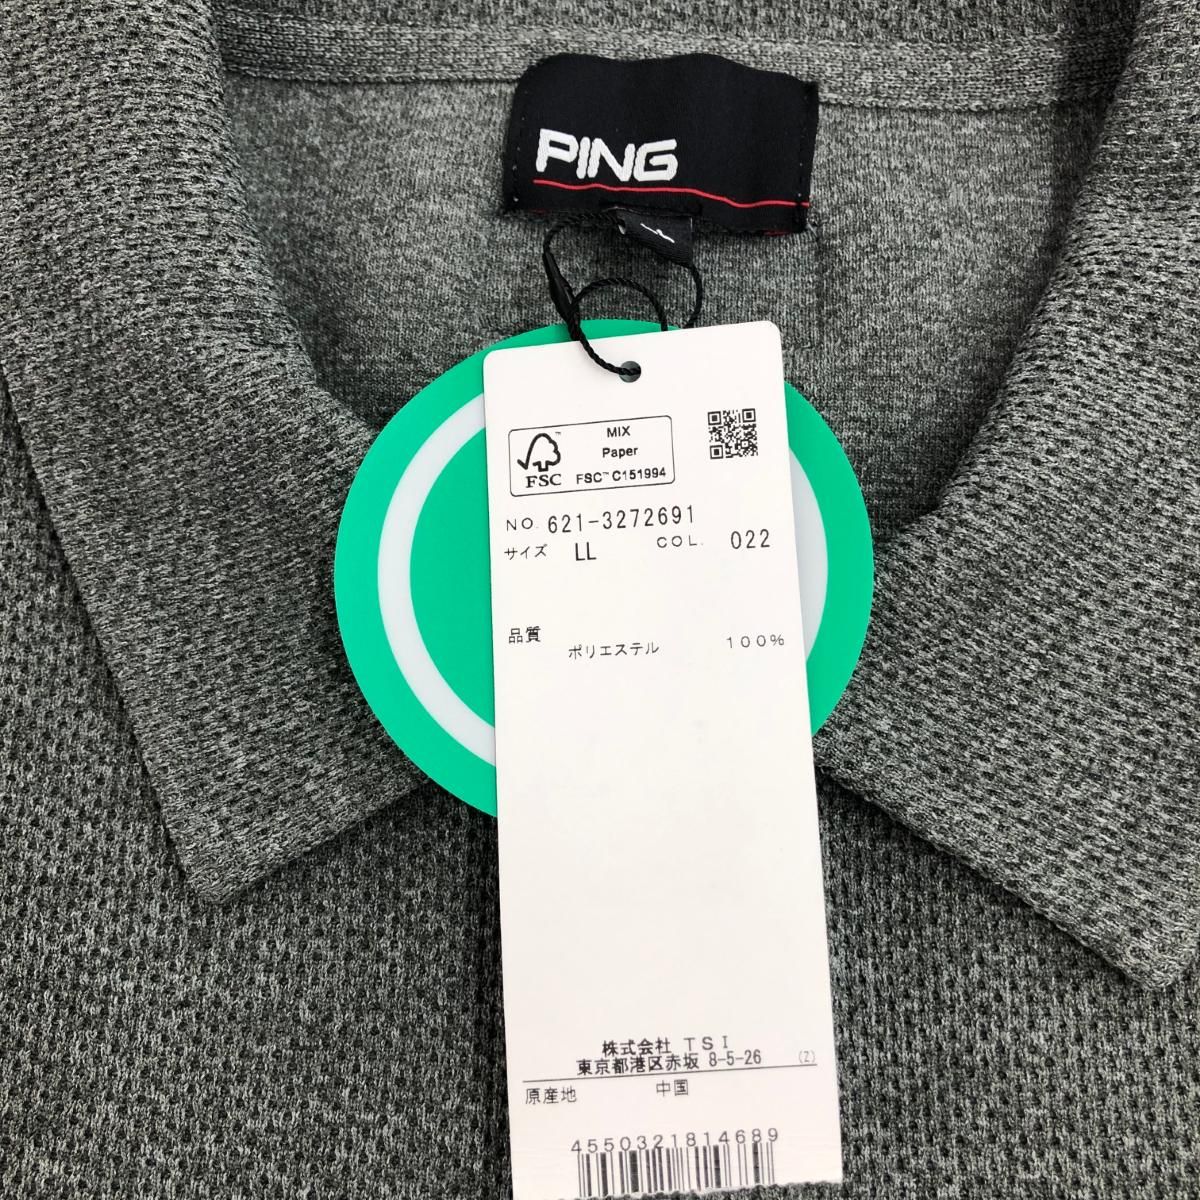 PING
MIX
Paper
FSC™ C151994
FSC
NO. 621-3272691
サイズ LL COL. 022
品質
ポリエステル 100%
株式会社 TSI
東京都港区赤坂 8-5-26 (Z)
原産地 中国
4550321814689